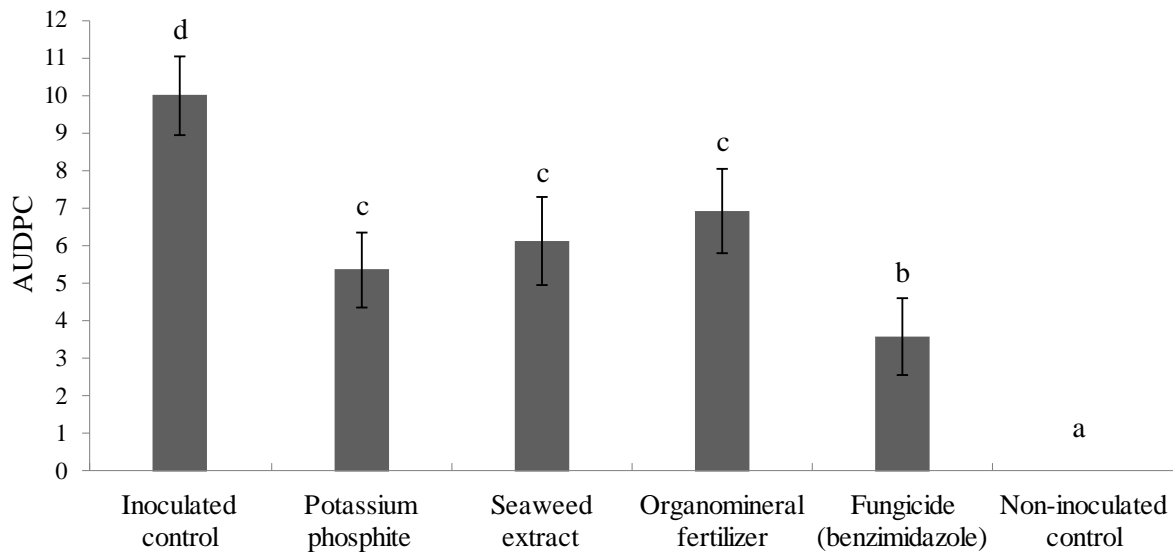 12
11
10
9
8
7
6
5
4
3
2
1
0
AUDPC
d
c
c
c
b
a
Inoculated
control
Potassium
phosphite
Seaweed
extract
Organomineral
fertilizer
Fungicide
(benzimidazole)
Non-inoculated
control